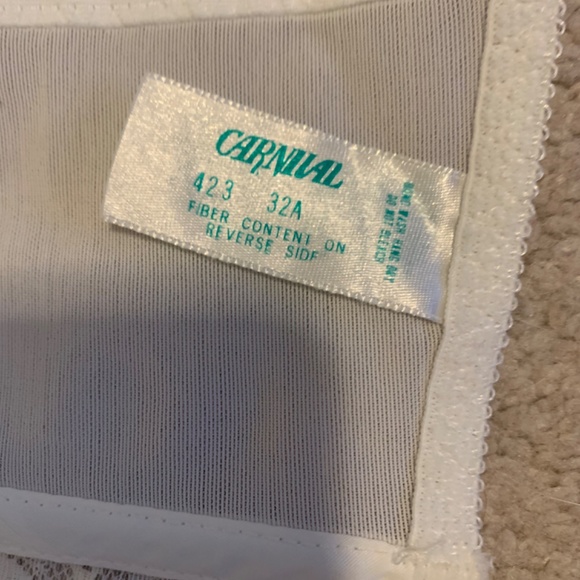 CARNIVAL
423 32A
FIBER CONTENT ON
REVERSE SIDE
HAND WASH HANG DRY
DO NOT BLEACH